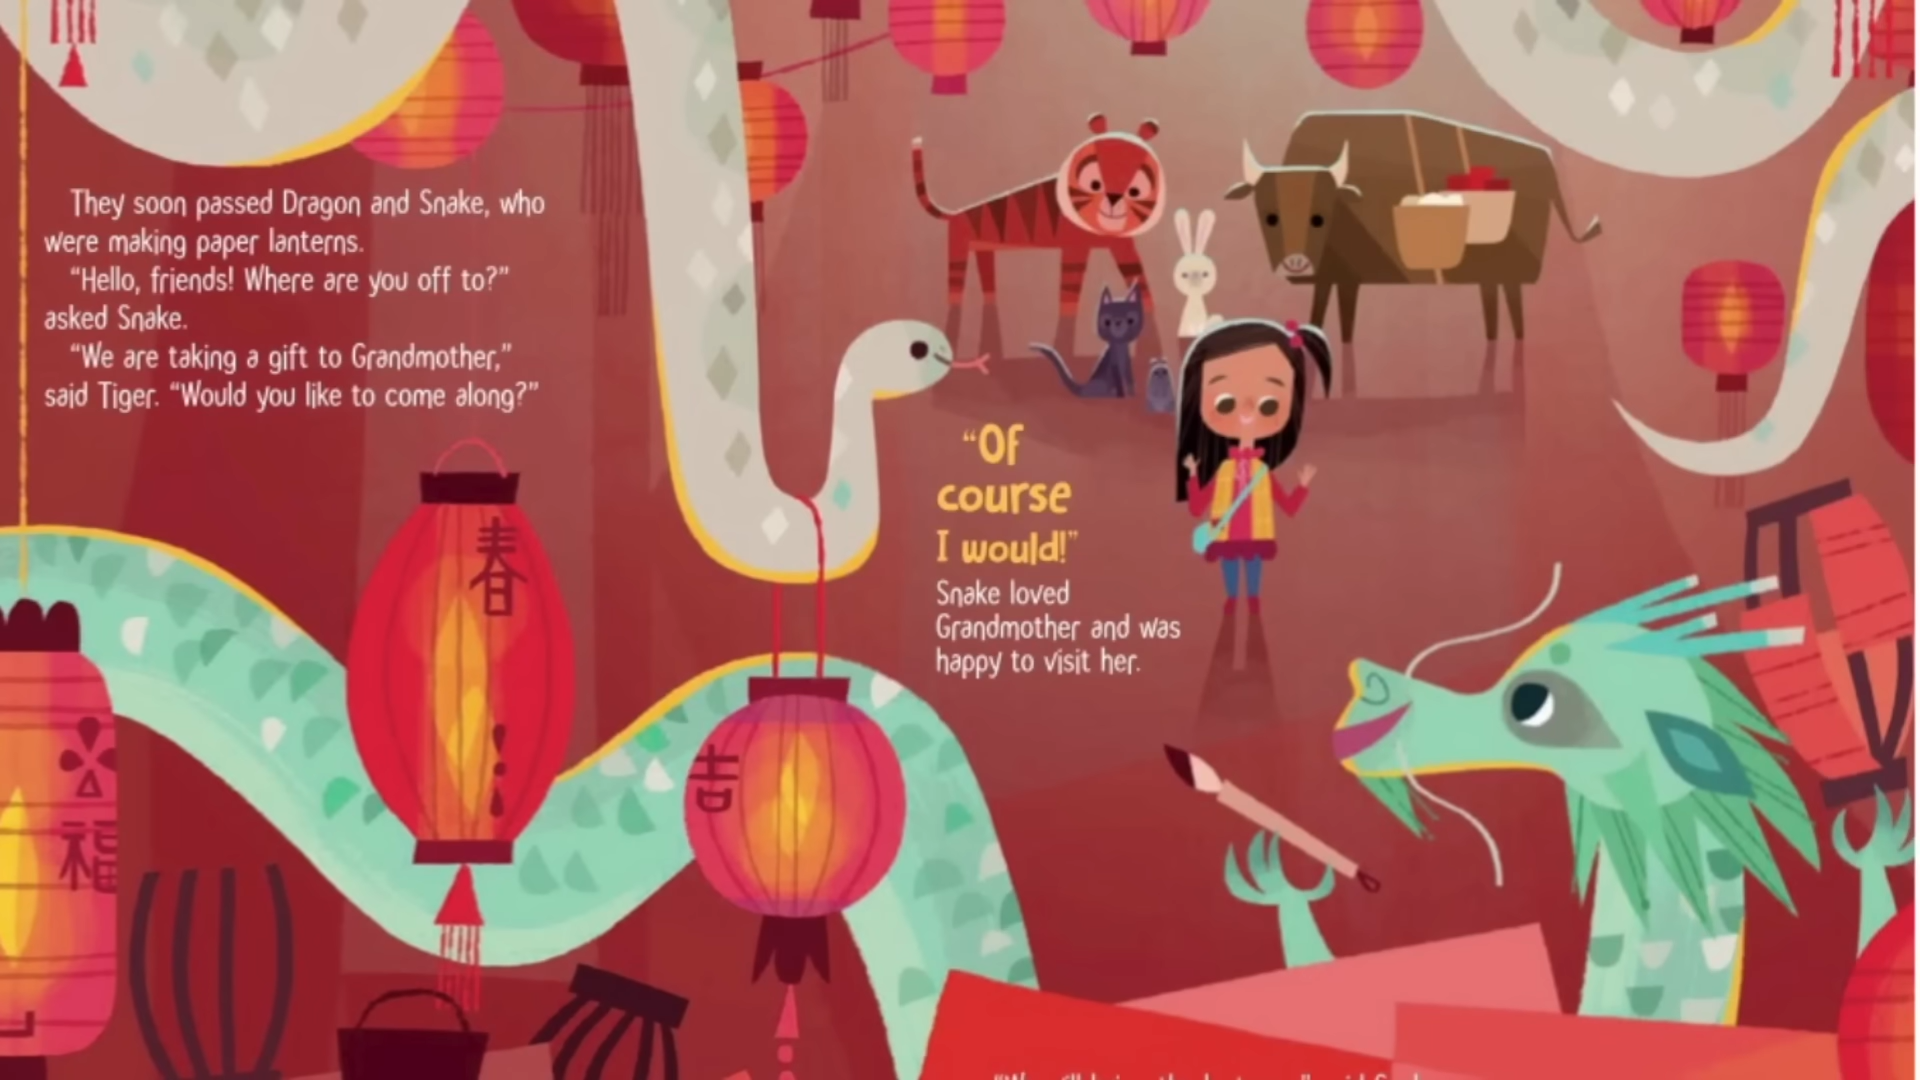 They soon passed Dragon and Snake, who
were making paper lanterns.
“Hello, friends! Where are you off to?”
asked Snake.
“We are taking a gift to Grandmother,”
said Tiger. “Would you like to come along?”
“Of
course
I would!”
Snake loved
Grandmother and was
happy to visit her.
春
吉
福